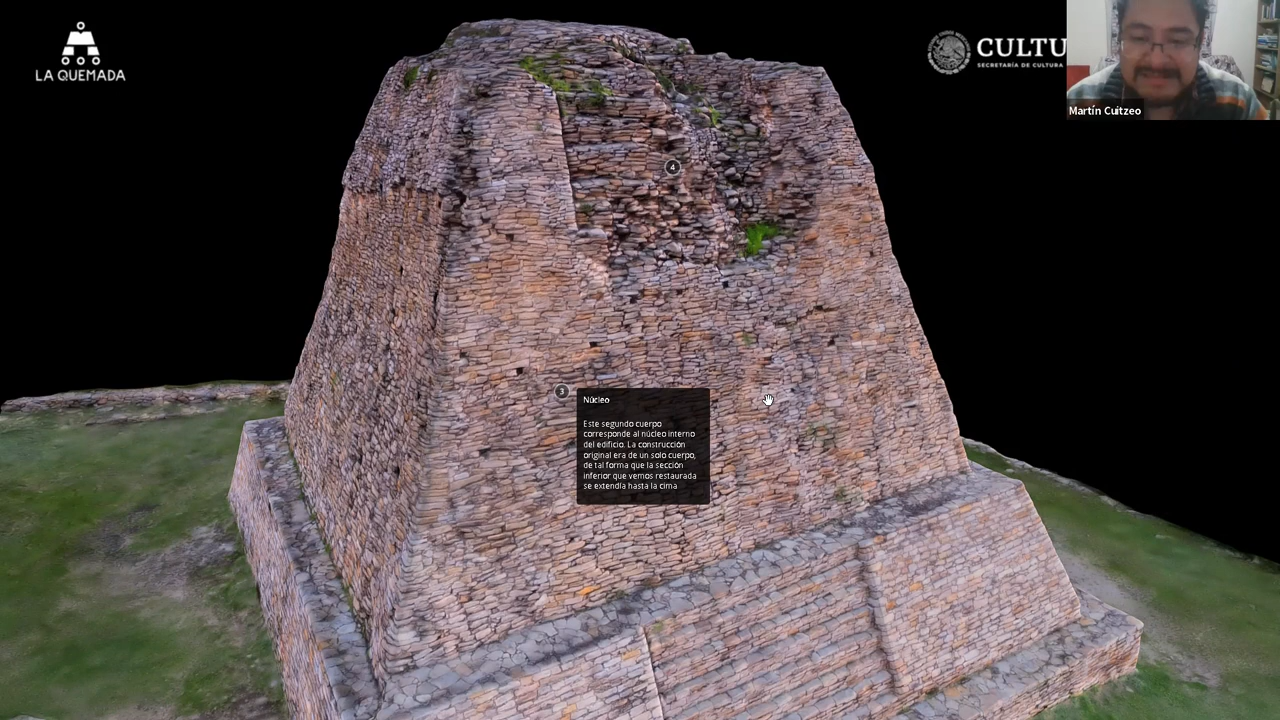 LA QUEMADA
CULTU
SECRETARÍA DE CULTURA
Martín Cuitzeo
4
3
Núcleo
Este segundo cuerpo
corresponde al núcleo interno
del edificio. La construcción
original era de un solo cuerpo,
de tal forma que la sección
inferior que vemos restaurada
se extendía hasta la cima